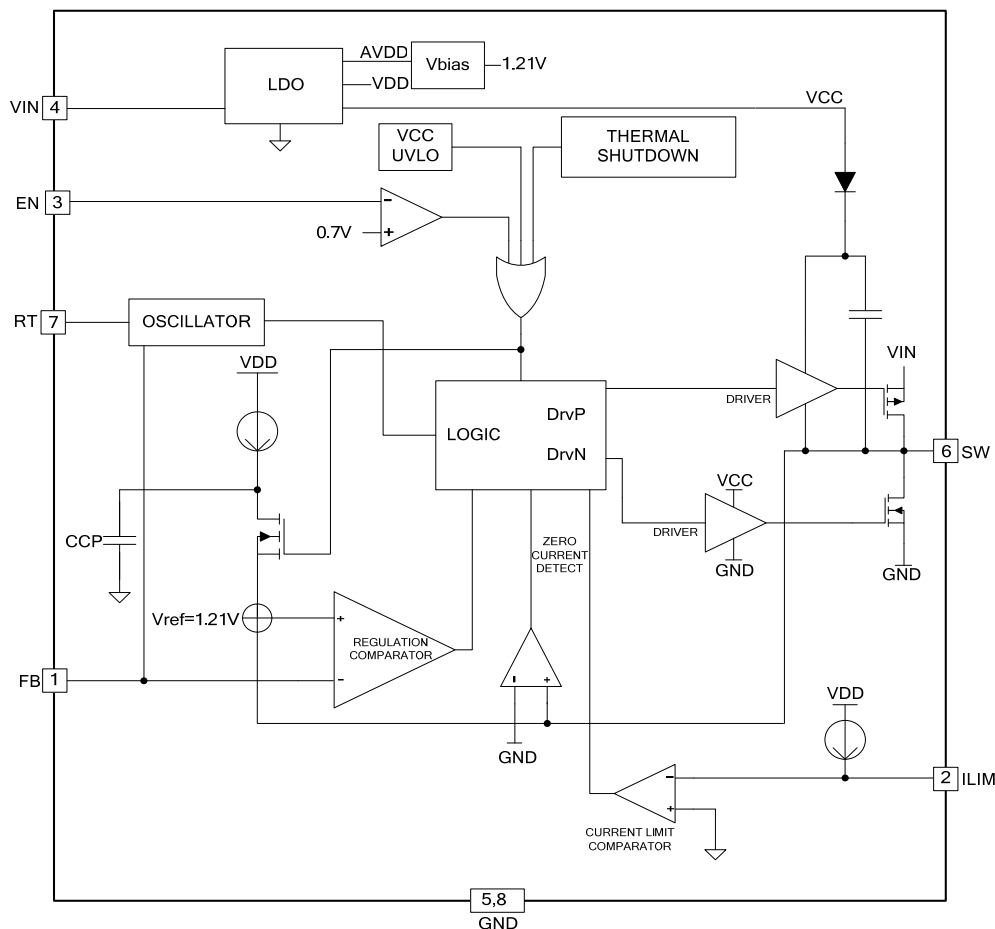 AVDD
Vbias
1.21V
LDO
VDD
VIN 4
VCC
VCC
UVLO
THERMAL
SHUTDOWN
EN 3
-
+
0.7V
RT 7
OSCILLATOR
VDD
VIN
DRIVER
LOGIC
DrvP
DrvN
6 SW
VCC
CCP
ZERO
CURRENT
DETECT
DRIVER
GND
GND
Vref=1.21V
+
REGULATION
COMPARATOR
-
FB 1
- +
VDD
GND
-
2 ILIM
+
CURRENT LIMIT
COMPARATOR
5,8
GND